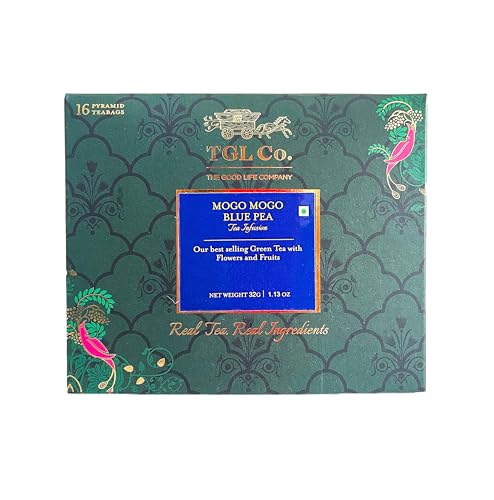 16 PYRAMID
TEABAGS
TGL Co.
THE GOOD LIFE COMPANY
MOGO MOGO
BLUE PEA
Tea Infusion
Our best selling Green Tea with
Flowers and Fruits
NET WEIGHT 32G | 1.13 OZ
Real Tea, Real Ingredients